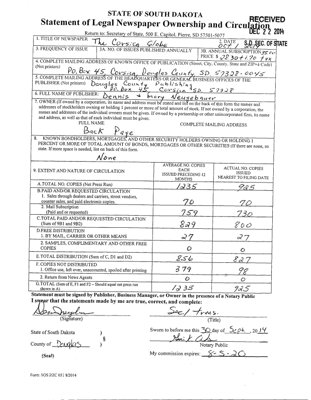 STATE OF SOUTH DAKOTA
Statement of Legal Newspaper Ownership and Circulation
RECEIVED
DEC 22 2014
S.D. SEC. OF STATE
Return to: Secretary of State, 500 E. Capitol, Pierre, SD 57501-5077
1. TITLE OF NEWSPAPER
The Corsica Globe
2. DATE
Oct 1
3. FREQUENCY OF ISSUE
3A. NO. OF ISSUES PUBLISHED ANNUALLY
3B. ANNUAL SUBSCRIPTION
PRICE $
4. COMPLETE MAILING ADDRESS OF KNOWN OFFICE OF PUBLICATION (Street, City, County, State and ZIP+4 Code)
(Not printers)
PO Box 45 Corsica Douglas County SD 57328-0045
5. COMPLETE MAILING ADDRESS OF THE HEADQUARTERS OF GENERAL BUSINESS OFFICES OF THE
PUBLISHER (Not printer)
Douglas County Publishing
PO Box 45 Corsica SD 57328
6. FULL NAME OF PUBLISHER:
7. OWNER (If owned by a corporation, its name and address must be stated and list on the back of this form the names and
addresses of stockholders owning or holding 1 percent or more of total amount of stock. If not owned by a corporation, the
names and addresses of the individual owners must be given. If owned by a partnership or other unincorporated firm, its name
and address, as well as that of each individual must be given).
FULL NAME
COMPLETE MAILING ADDRESS
Back Page
8. KNOWN BONDHOLDERS, MORTGAGEES, AND OTHER SECURITY HOLDERS OWNING OR HOLDING 1
PERCENT OR MORE OF TOTAL AMOUNT OF BONDS, MORTGAGES OR OTHER SECURITIES (If there are none, so
state. If more space is needed, list on back of this form.
None
9. EXTENT AND NATURE OF CIRCULATION
AVERAGE NO. COPIES
EACH
ISSUED PRECEDING 12
MONTHS
ACTUAL NO. COPIES
ISSUED
NEAREST TO FILING DATE
A. TOTAL NO. COPIES (Net Press Run)
1235
925
B. PAID AND/OR REQUESTED CIRCULATION
1. Sales through dealers and carriers, street vendors,
counter sales, and paid electronic copies.
70
70
2. Mail Subscription
(Paid and or requested)
759
730
C. TOTAL PAID AND/OR REQUESTED CIRCULATION
(Sum of 9B1 and 9B2)
829
800
D. FREE DISTRIBUTION
1. BY MAIL, CARRIER OR OTHER MEANS
27
27
2. SAMPLES, COMPLIMENTARY AND OTHER FREE
COPIES
0
0
E. TOTAL DISTRIBUTION (Sum of C, D1 and D2)
856
827
F. COPIES NOT DISTRIBUTED
1. Office use, left over, unaccounted, spoiled after printing
379
98
2. Return from News Agents
0
0
G. TOTAL (Sum of E, F1 and F2 - Should equal net press run
shown in A)
1235
925
Statement must be signed by Publisher, Business Manager, or Owner in the presence of a Notary Public
I swear that the statements made by me are true, correct, and complete:
Sec/Treas.
(Signature)
(Title)
State of South Dakota )
§
County of Douglas )
Sworn to before me this 30 day of Sept, 2014
Notary Public
(Seal)
My commission expires: 8-5-20
Form: SOS REC 051 8/2014